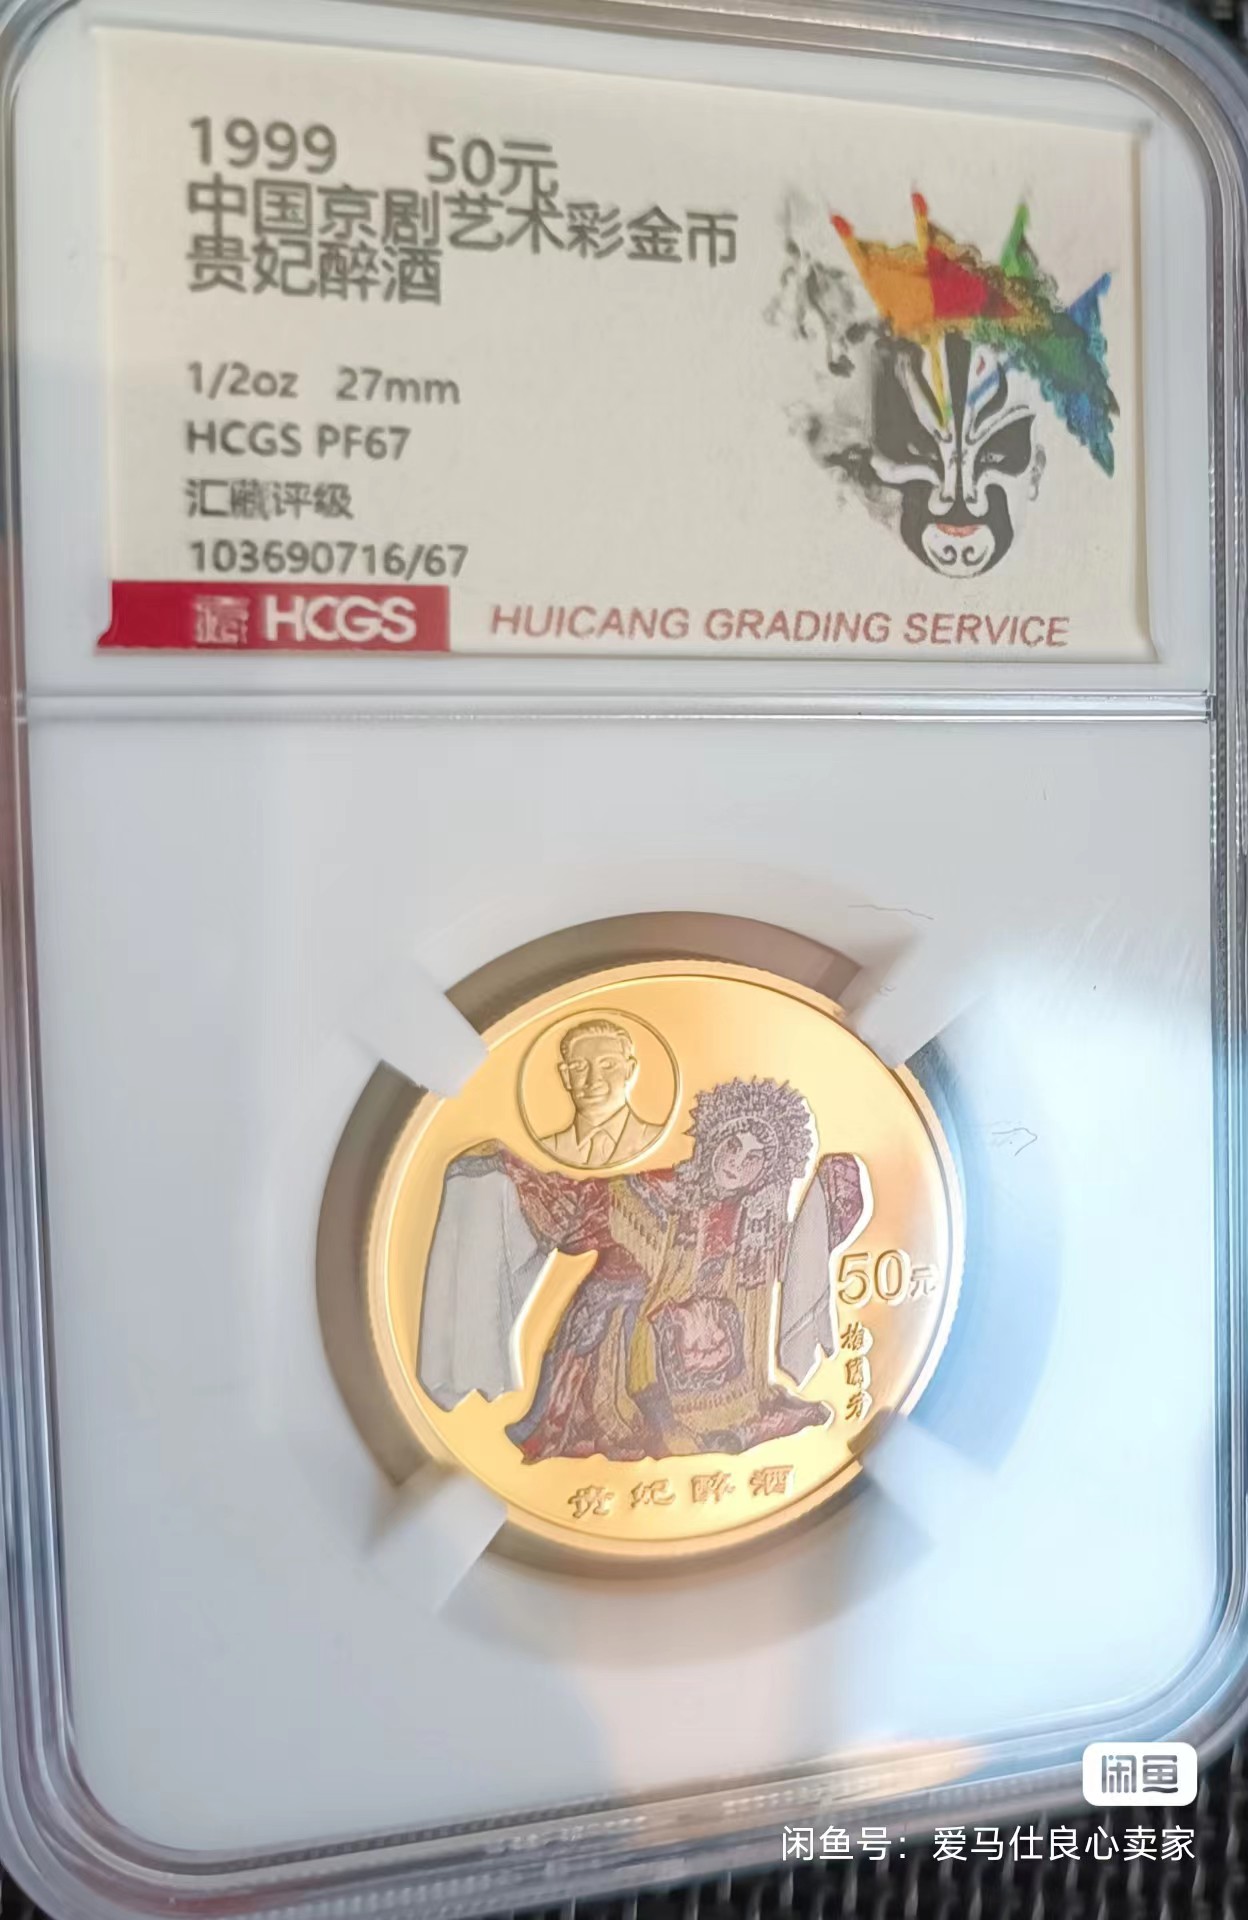 1999 50元
中国京剧艺术彩金币
贵妃醉酒
1/2oz 27mm
HCGS PF67
汇藏评级
103690716/67
HCGS HUICANG GRADING SERVICE
50元
梅兰芳
贵妃醉酒
闲鱼
闲鱼号：爱马仕良心卖家